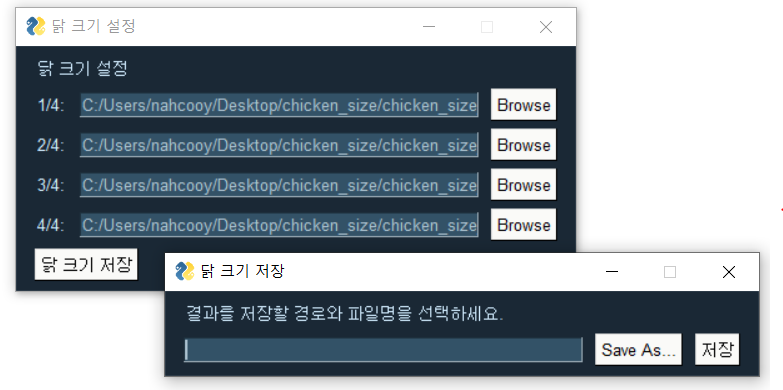 닭 크기 설정
닭 크기 설정
1/4: C:/Users/nahcooy/Desktop/chicken_size/chicken_size Browse
2/4: C:/Users/nahcooy/Desktop/chicken_size/chicken_size Browse
3/4: C:/Users/nahcooy/Desktop/chicken_size/chicken_size Browse
4/4: C:/Users/nahcooy/Desktop/chicken_size/chicken_size Browse
닭 크기 저장
닭 크기 저장
결과를 저장할 경로와 파일명을 선택하세요.
Save As... 저장